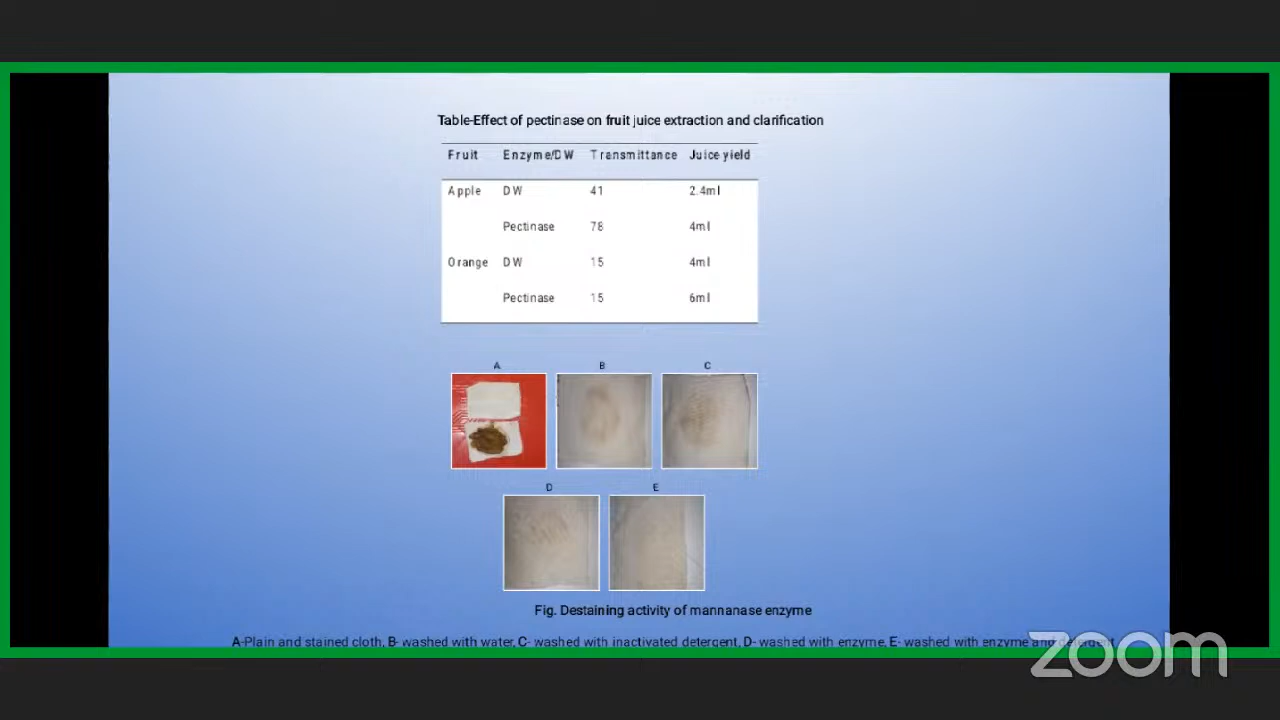 Table-Effect of pectinase on fruit juice extraction and clarification
Fruit Enzyme/DW Transmittance Juice yield
Apple DW 41 2.4ml
Pectinase 78 4ml
Orange DW 15 4ml
Pectinase 15 6ml
A B C
D E
Fig. Destaining activity of mannanase enzyme
A-Plain and stained cloth, B- washed with water, C- washed with inactivated detergent, D- washed with enzyme, E- washed with enzyme and detergent
zoom